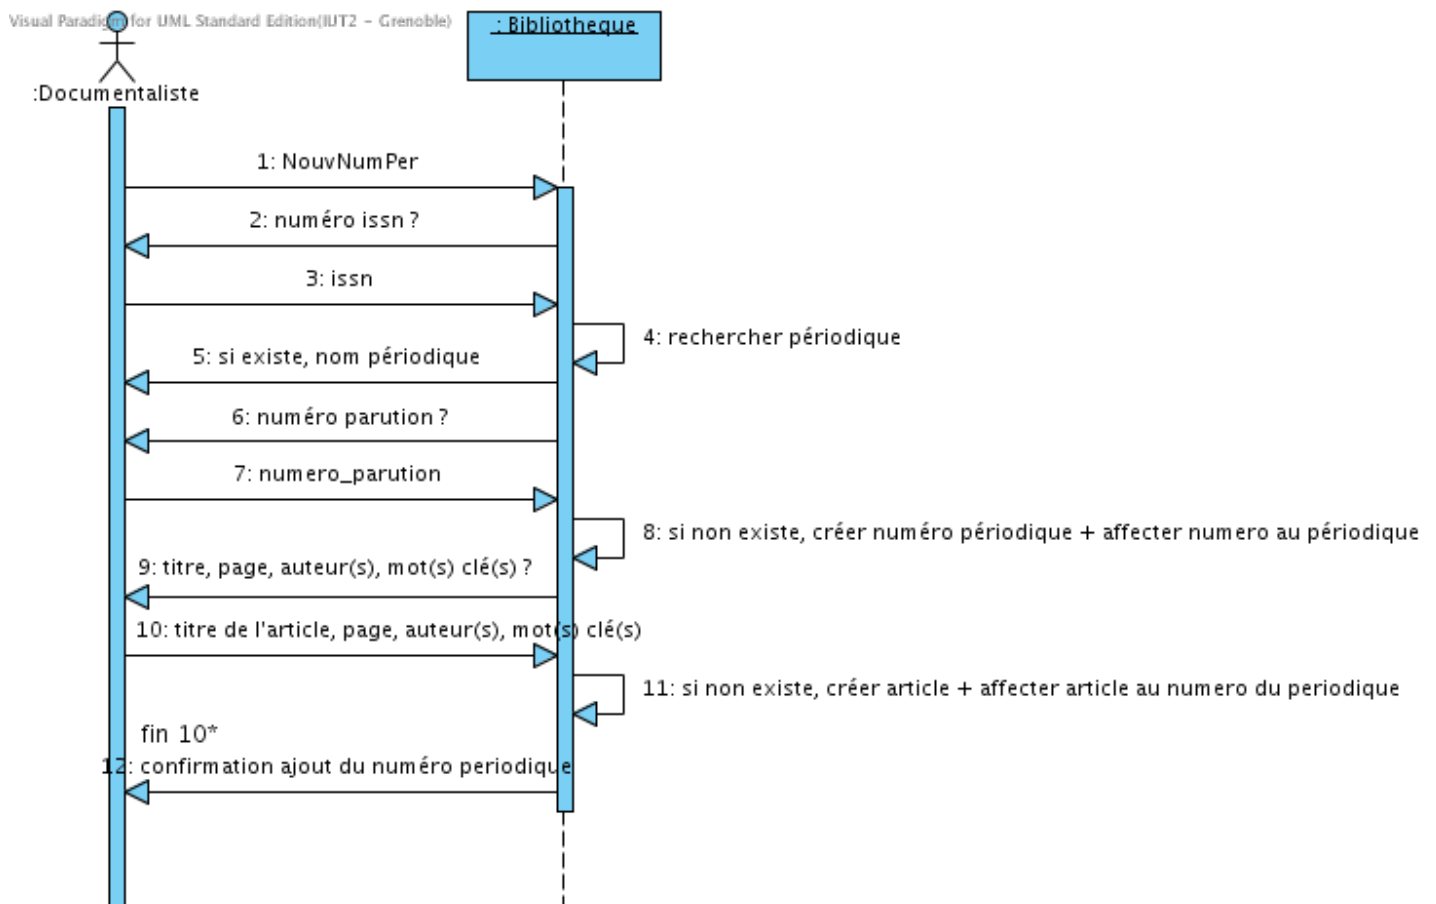 Visual Paradigm for UML Standard Edition(IUT2 - Grenoble)
: Bibliotheque
:Documentaliste
1: NouvNumPer
2: numéro issn ?
3: issn
4: rechercher périodique
5: si existe, nom périodique
6: numéro parution ?
7: numero_parution
8: si non existe, créer numéro périodique + affecter numero au périodique
9: titre, page, auteur(s), mot(s) clé(s) ?
10: titre de l'article, page, auteur(s), mot(s) clé(s)
11: si non existe, créer article + affecter article au numero du periodique
fin 10*
12: confirmation ajout du numéro periodique